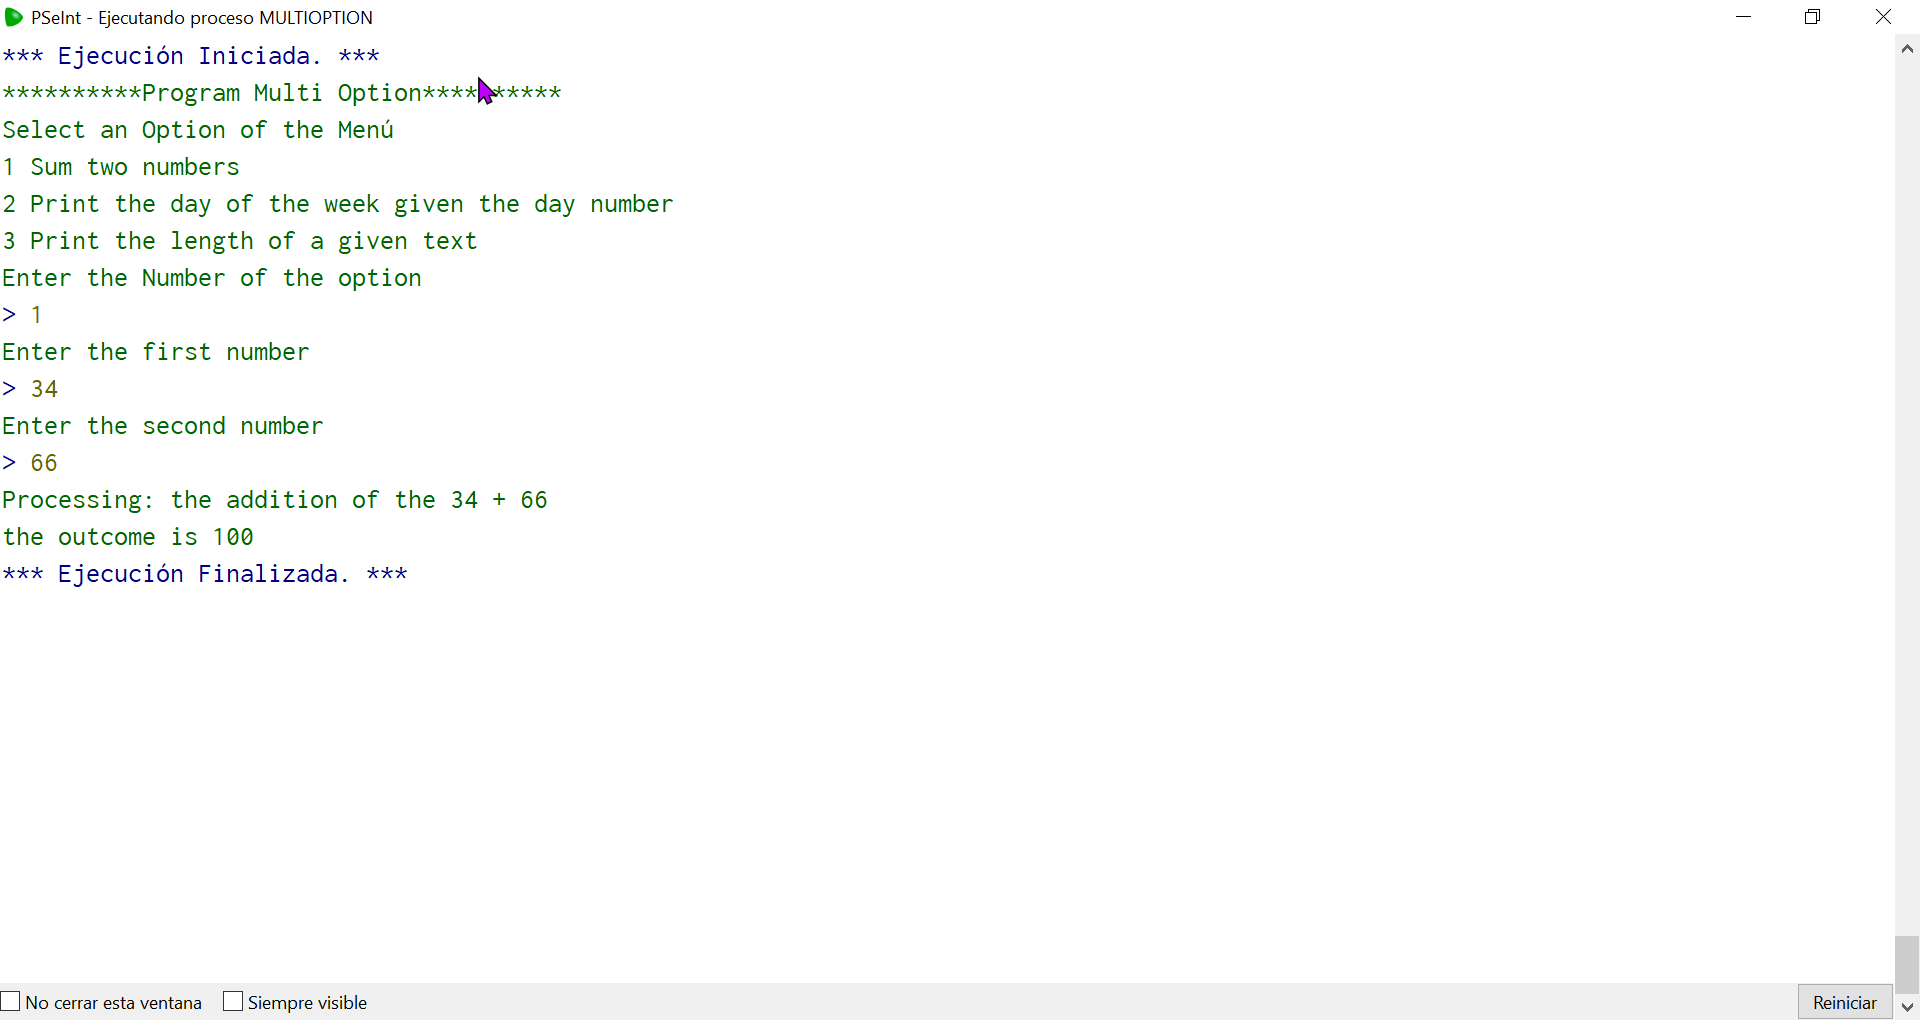 PSeInt - Ejecutando proceso MULTIOPTION
*** Ejecución Iniciada. ***
**********Program Multi Option**********
Select an Option of the Menú
1 Sum two numbers
2 Print the day of the week given the day number
3 Print the length of a given text
Enter the Number of the option
> 1
Enter the first number
> 34
Enter the second number
> 66
Processing: the addition of the 34 + 66
the outcome is 100
*** Ejecución Finalizada. ***
No cerrar esta ventana Siempre visible Reiniciar